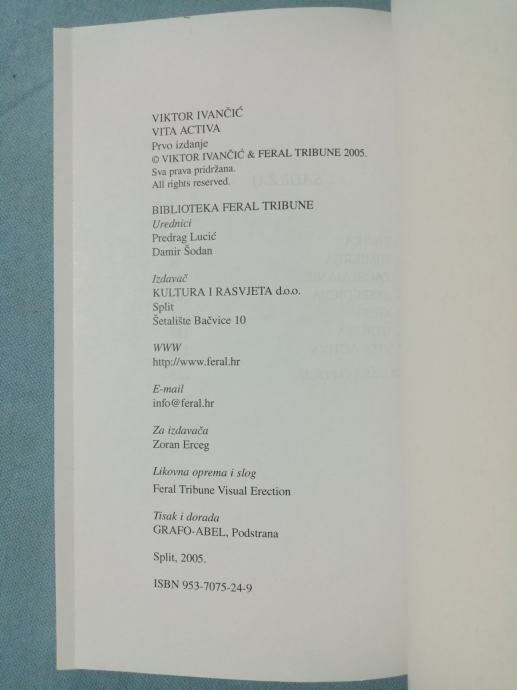 VIKTOR IVANČIĆ
VITA ACTIVA
Prvo izdanje
© VIKTOR IVANČIĆ & FERAL TRIBUNE 2005.
Sva prava pridržana.
All rights reserved.
BIBLIOTEKA FERAL TRIBUNE
Urednici
Predrag Lucić
Damir Šodan
Izdavač
KULTURA I RASVJETA d.o.o.
Split
Šetalište Bačvice 10
WWW
http://www.feral.hr
E-mail
info@feral.hr
Za izdavača
Zoran Erceg
Likovna oprema i slog
Feral Tribune Visual Erection
Tisak i dorada
GRAFO-ABEL, Podstrana
Split, 2005.
ISBN 953-7075-24-9